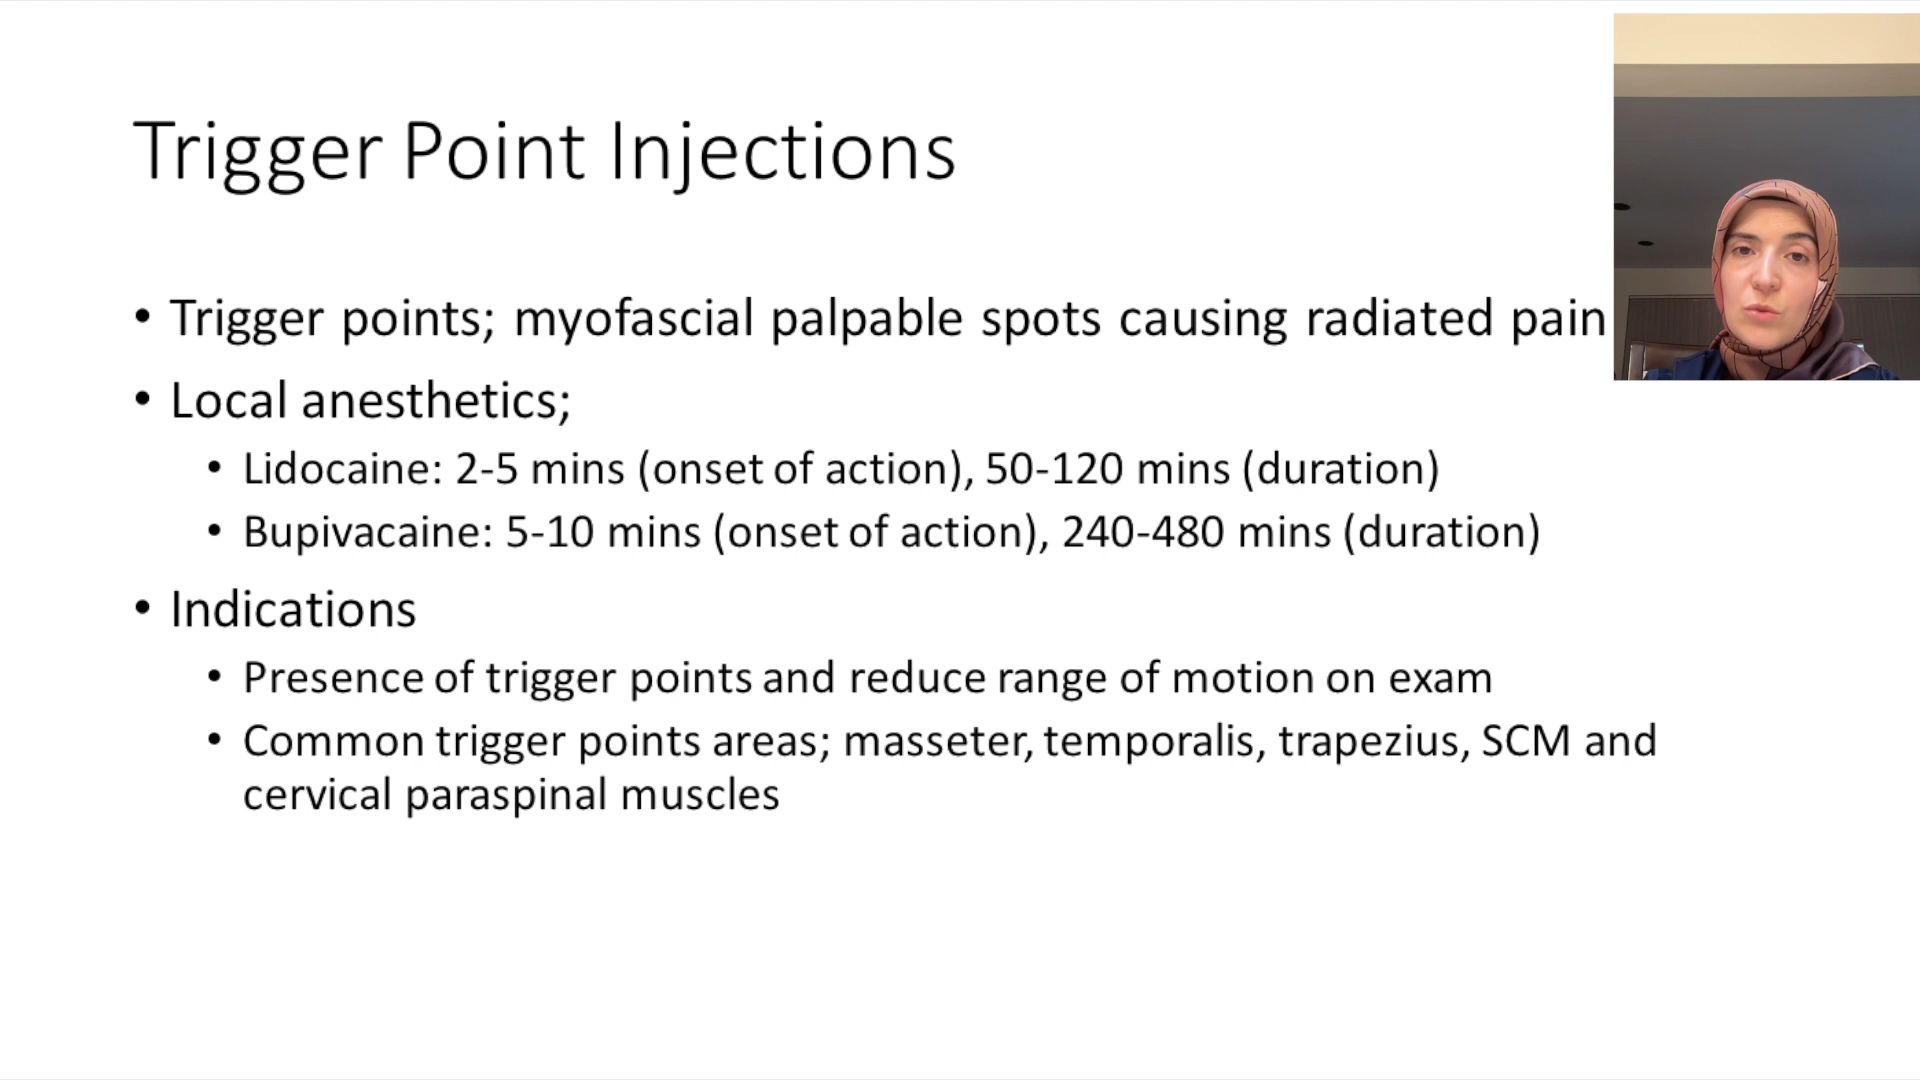 Trigger Point Injections
• Trigger points; myofascial palpable spots causing radiated pain
• Local anesthetics;
• Lidocaine: 2-5 mins (onset of action), 50-120 mins (duration)
• Bupivacaine: 5-10 mins (onset of action), 240-480 mins (duration)
• Indications
• Presence of trigger points and reduce range of motion on exam
• Common trigger points areas; masseter, temporalis, trapezius, SCM and
cervical paraspinal muscles